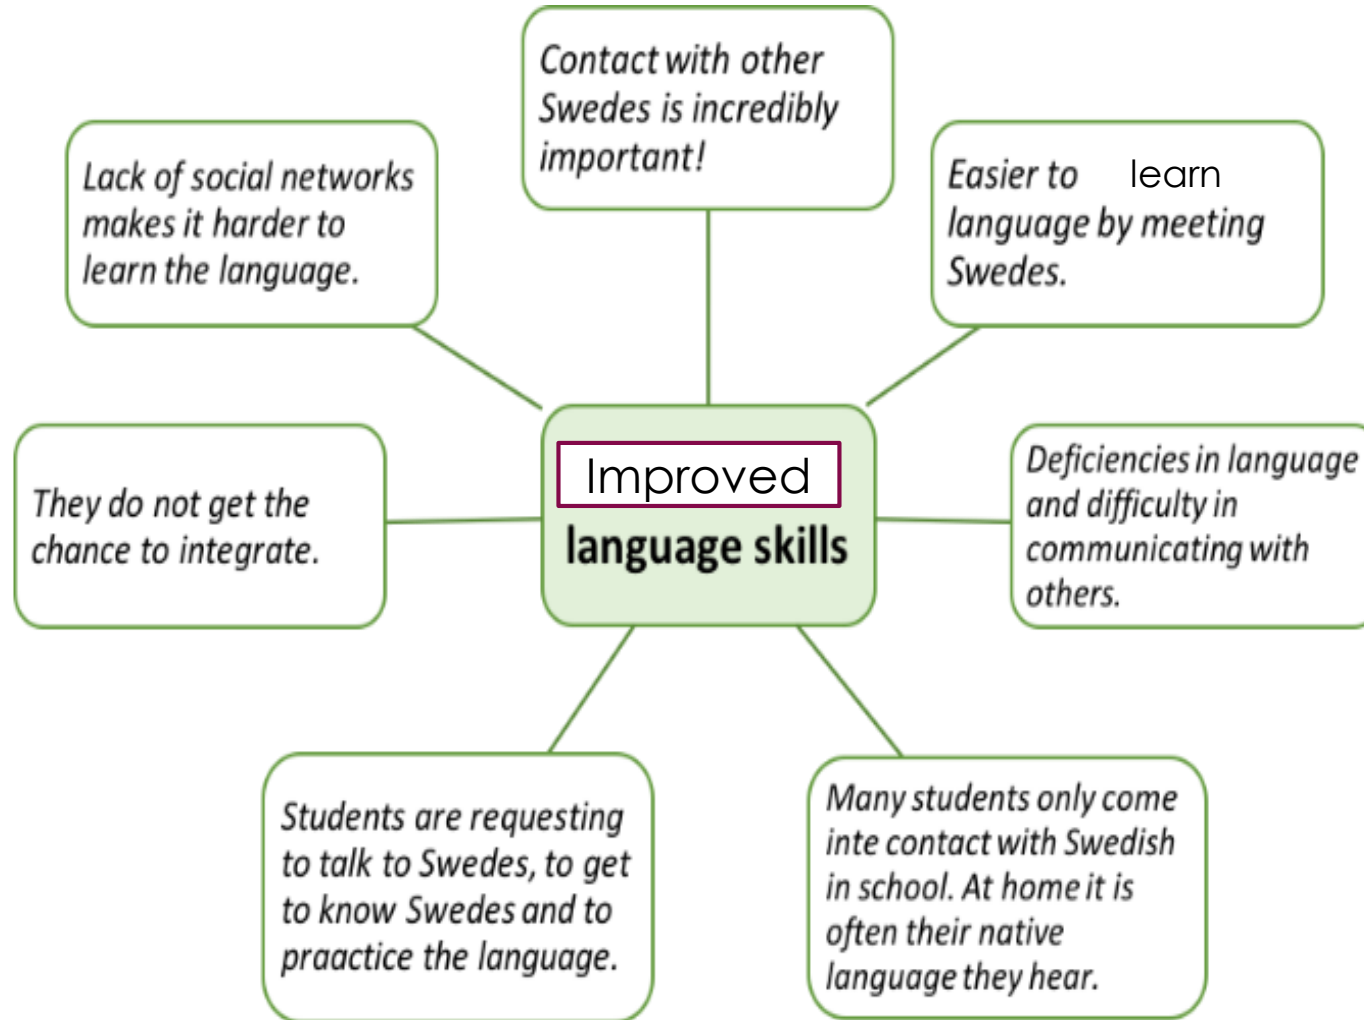 Contact with other
Swedes is incredibly
important!
Lack of social networks
makes it harder to
learn the language.
Easier to learn
language by meeting
Swedes.
Improved
language skills
They do not get the
chance to integrate.
Deficiencies in language
and difficulty in
communicating with
others.
Students are requesting
to talk to Swedes, to get
to know Swedes and to
praactice the language.
Many students only come
inte contact with Swedish
in school. At home it is
often their native
language they hear.